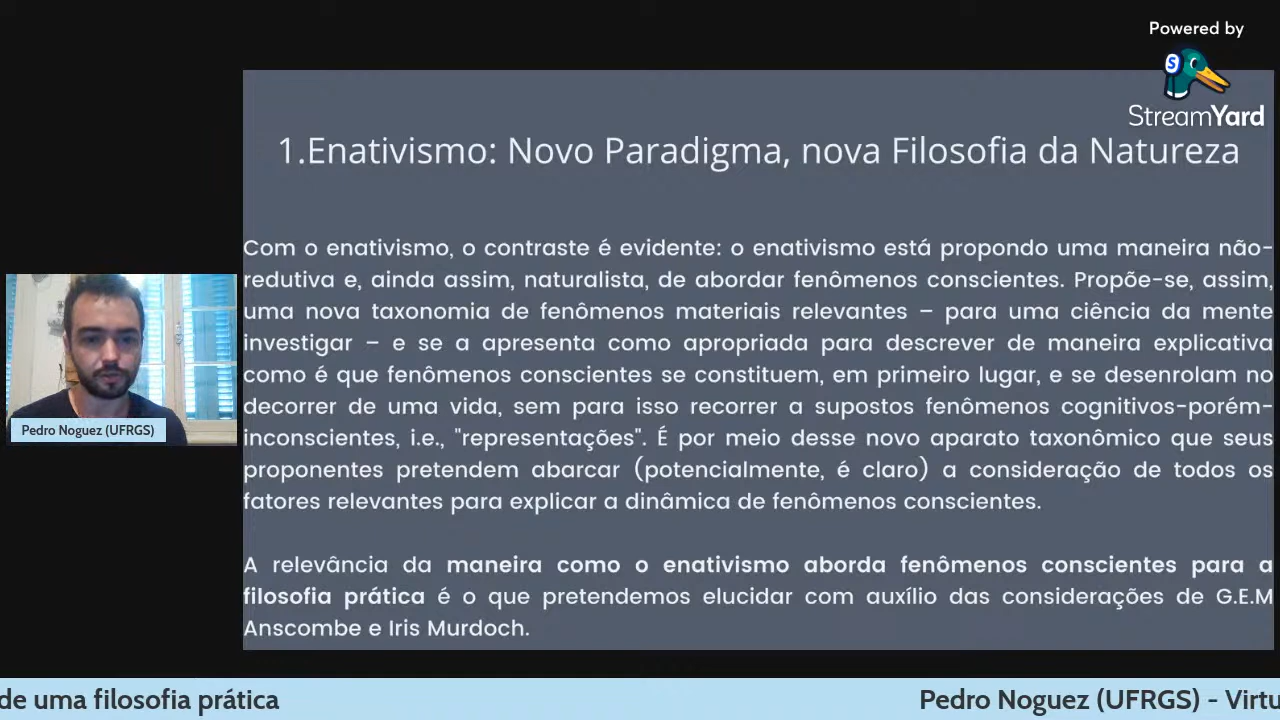 Powered by
StreamYard
1.Enativismo: Novo Paradigma, nova Filosofia da Natureza
Com o enativismo, o contraste é evidente: o enativismo está propondo uma maneira não-
redutiva e, ainda assim, naturalista, de abordar fenômenos conscientes. Propõe-se, assim,
uma nova taxonomia de fenômenos materiais relevantes – para uma ciência da mente
investigar – e se a apresenta como apropriada para descrever de maneira explicativa
como é que fenômenos conscientes se constituem, em primeiro lugar, e se desenrolam no
decorrer de uma vida, sem para isso recorrer a supostos fenômenos cognitivos-porém-
inconscientes, i.e., "representações". É por meio desse novo aparato taxonômico que seus
proponentes pretendem abarcar (potencialmente, é claro) a consideração de todos os
fatores relevantes para explicar a dinâmica de fenômenos conscientes.
A relevância da maneira como o enativismo aborda fenômenos conscientes para a
filosofia prática é o que pretendemos elucidar com auxílio das considerações de G.E.M
Anscombe e Iris Murdoch.
Pedro Noguez (UFRGS)
de uma filosofia prática
Pedro Noguez (UFRGS) - Virtu